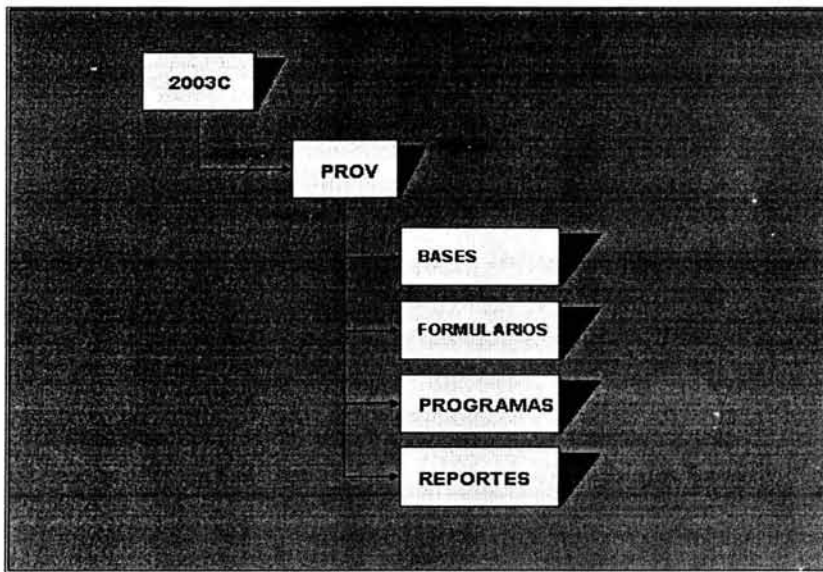 2003C
PROV
BASES
FORMULARIOS
PROGRAMAS
REPORTES